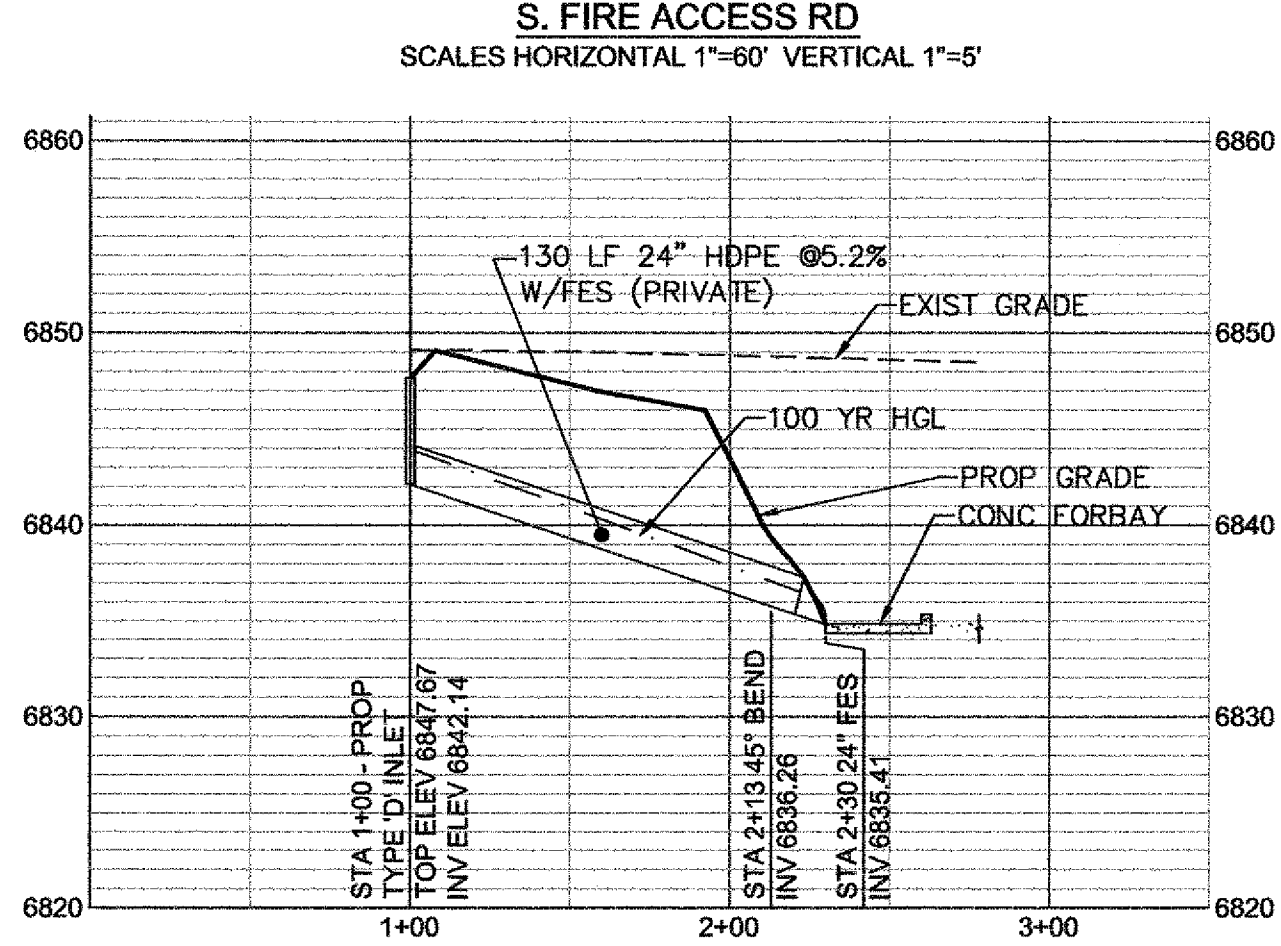 S. FIRE ACCESS RD
SCALES HORIZONTAL 1"=60' VERTICAL 1"=5'
6860
6860
130 LF 24" HDPE @5.2%
W/FES (PRIVATE)
EXIST GRADE
6850
6850
100 YR HGL
PROP GRADE
CONC FORBAY
6840
6840
6830
6830
STA 1+00 - PROP
TYPE 'D' INLET
TOP ELEV 6847.67
INV ELEV 6842.14
STA 2+13 45° BEND
INV 6836.26
STA 2+30 24" FES
INV 6835.41
6820
6820
1+00
2+00
3+00